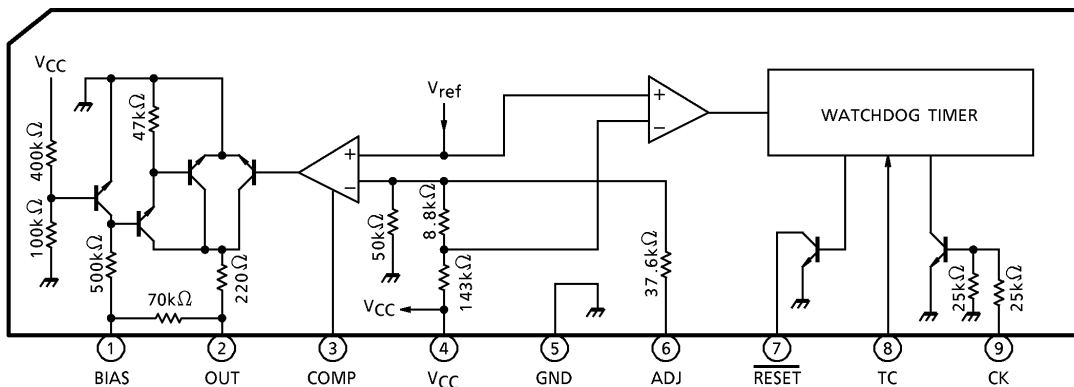 VCC
Vref
WATCHDOG TIMER
47kΩ
400kΩ
100kΩ
500kΩ
220Ω
70kΩ
50kΩ
8.8kΩ
143kΩ
37.6kΩ
25kΩ
25kΩ
VCC
+
−
+
−
1
2
3
4
5
6
7
8
9
BIAS
OUT
COMP
VCC
GND
ADJ
RESET
TC
CK